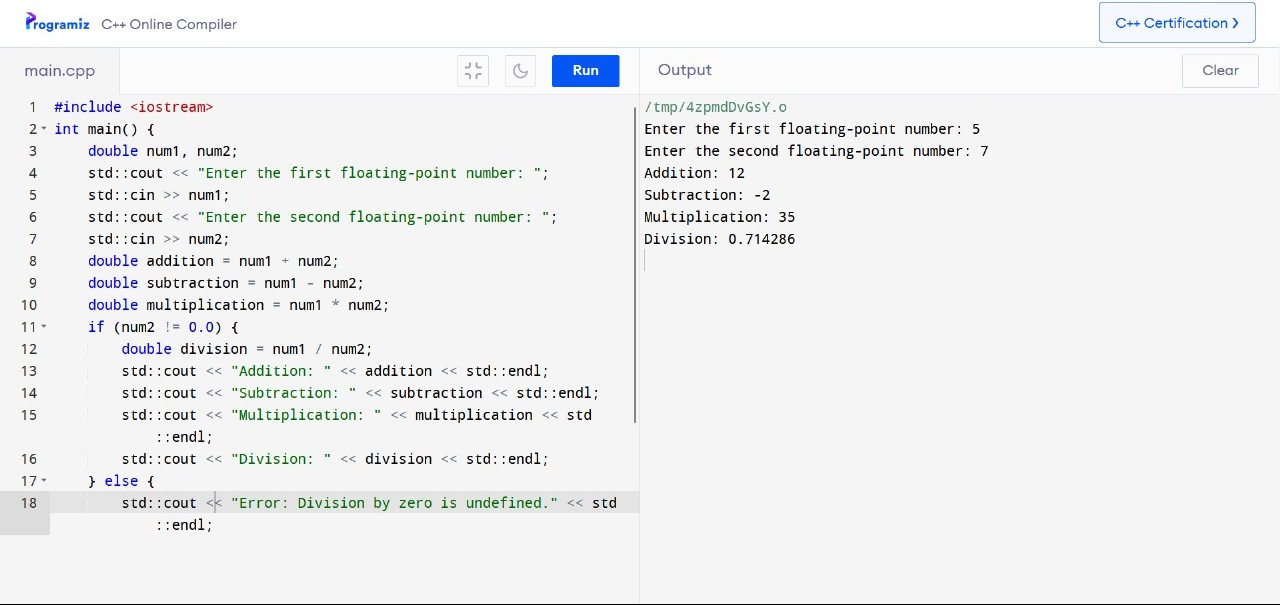 Programiz C++ Online Compiler
C++ Certification
main.cpp
Run
Output
Clear
1 #include <iostream>
2 int main() {
3     double num1, num2;
4     std::cout << "Enter the first floating-point number: ";
5     std::cin >> num1;
6     std::cout << "Enter the second floating-point number: ";
7     std::cin >> num2;
8     double addition = num1 + num2;
9     double subtraction = num1 - num2;
10     double multiplication = num1 * num2;
11     if (num2 != 0.0) {
12         double division = num1 / num2;
13         std::cout << "Addition: " << addition << std::endl;
14         std::cout << "Subtraction: " << subtraction << std::endl;
15         std::cout << "Multiplication: " << multiplication << std
            ::endl;
16         std::cout << "Division: " << division << std::endl;
17     } else {
18         std::cout << "Error: Division by zero is undefined." << std
            ::endl;
/tmp/4zpmdDvGsY.o
Enter the first floating-point number: 5
Enter the second floating-point number: 7
Addition: 12
Subtraction: -2
Multiplication: 35
Division: 0.714286